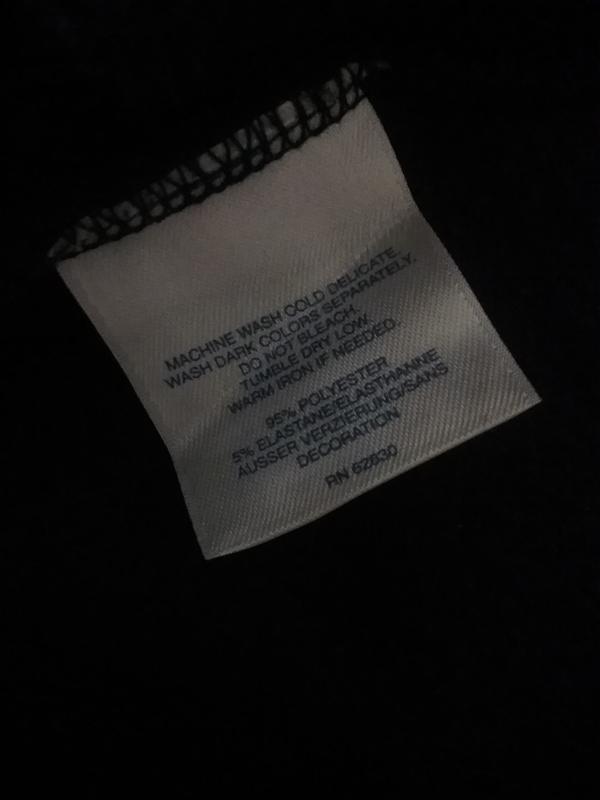 MACHINE WASH COLD DELICATE
WASH DARK COLORS SEPARATELY.
DO NOT BLEACH.
TUMBLE DRY LOW.
WARM IRON IF NEEDED.
95% POLYESTER
5% ELASTANE/ELASTHANNE
AUSSER VERZIERUNG/SANS
DECORATION
RN 62830